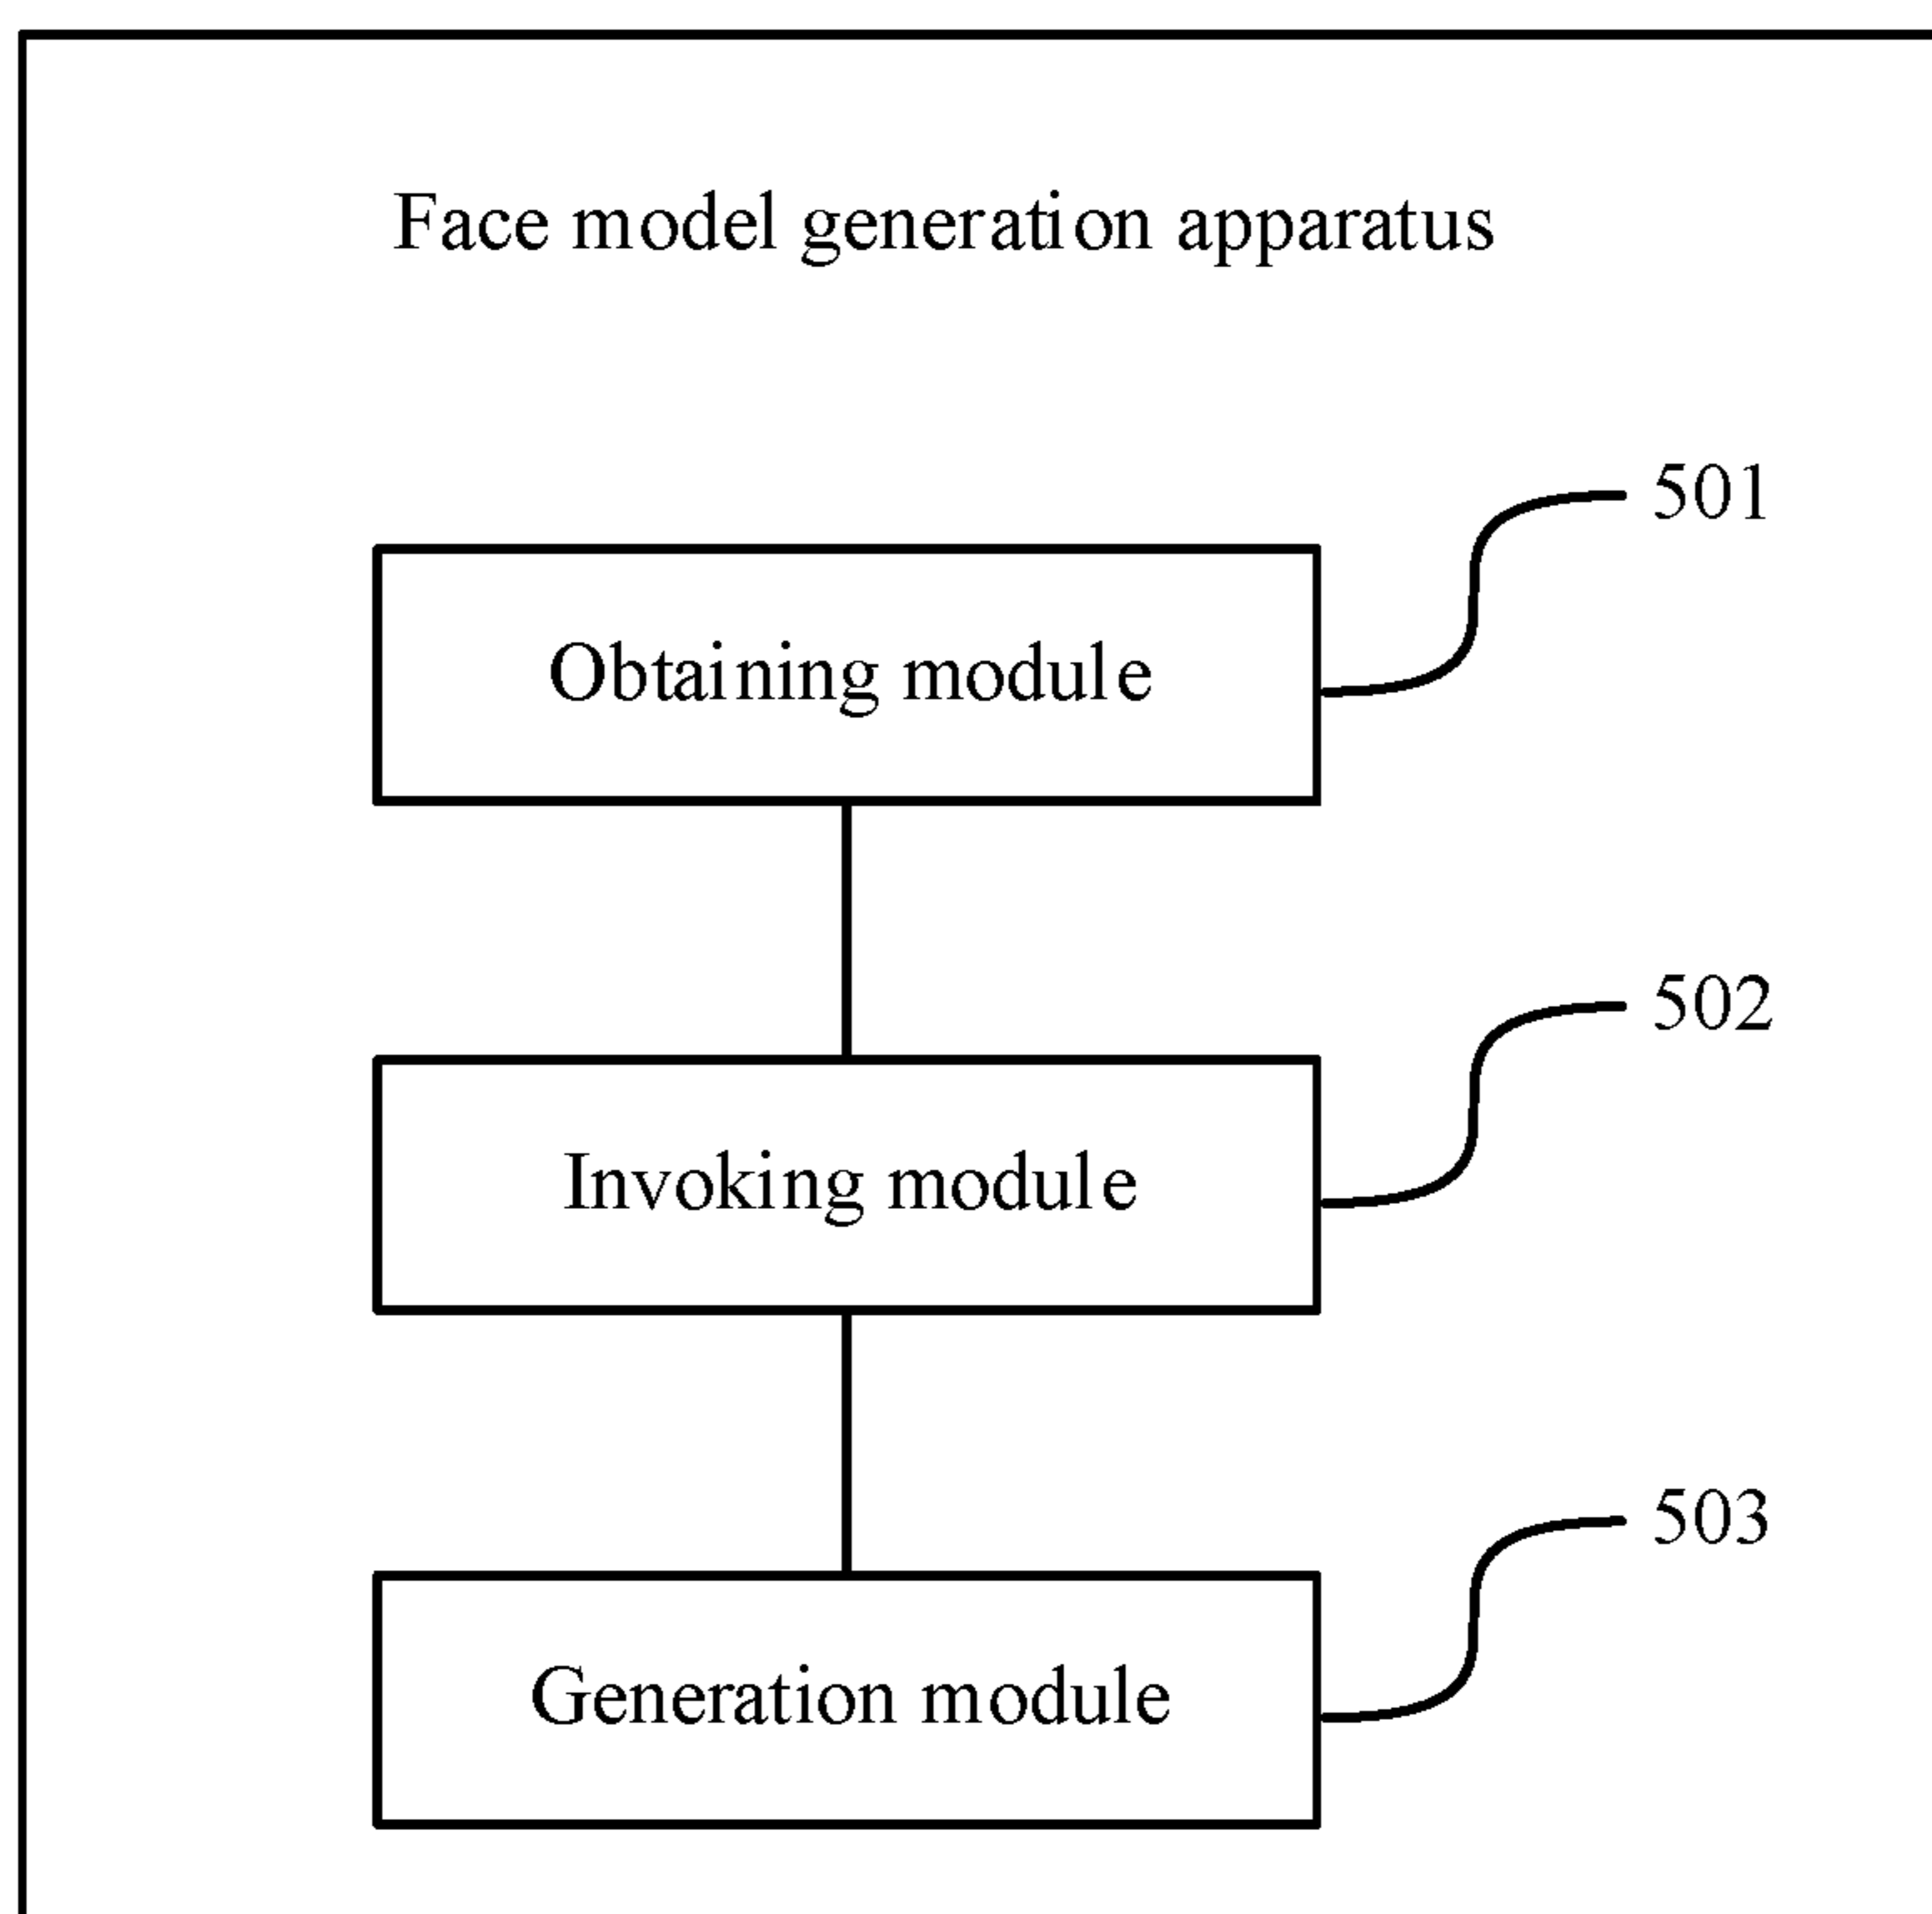 Face model generation apparatus
501
Obtaining module
502
Invoking module
503
Generation module